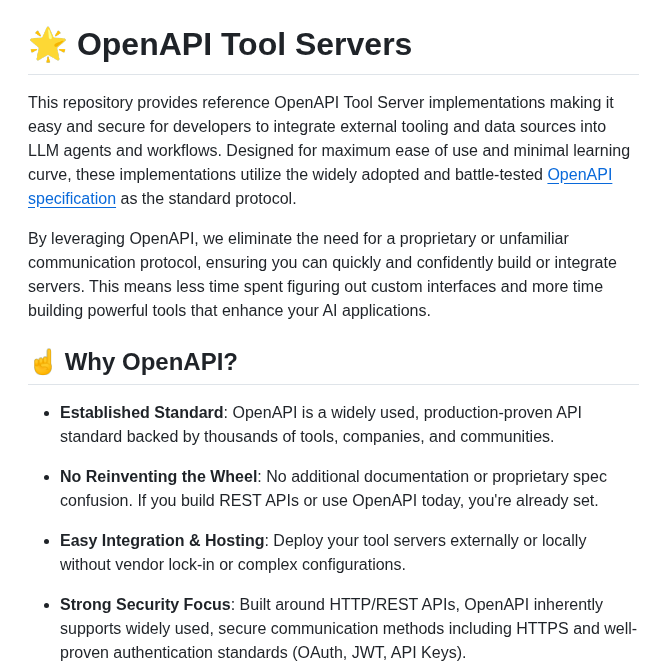 🌟 OpenAPI Tool Servers
This repository provides reference OpenAPI Tool Server implementations making it
easy and secure for developers to integrate external tooling and data sources into
LLM agents and workflows. Designed for maximum ease of use and minimal learning
curve, these implementations utilize the widely adopted and battle-tested OpenAPI
specification as the standard protocol.
By leveraging OpenAPI, we eliminate the need for a proprietary or unfamiliar
communication protocol, ensuring you can quickly and confidently build or integrate
servers. This means less time spent figuring out custom interfaces and more time
building powerful tools that enhance your AI applications.
☝️ Why OpenAPI?
• Established Standard: OpenAPI is a widely used, production-proven API
standard backed by thousands of tools, companies, and communities.
• No Reinventing the Wheel: No additional documentation or proprietary spec
confusion. If you build REST APIs or use OpenAPI today, you're already set.
• Easy Integration & Hosting: Deploy your tool servers externally or locally
without vendor lock-in or complex configurations.
• Strong Security Focus: Built around HTTP/REST APIs, OpenAPI inherently
supports widely used, secure communication methods including HTTPS and well-
proven authentication standards (OAuth, JWT, API Keys).